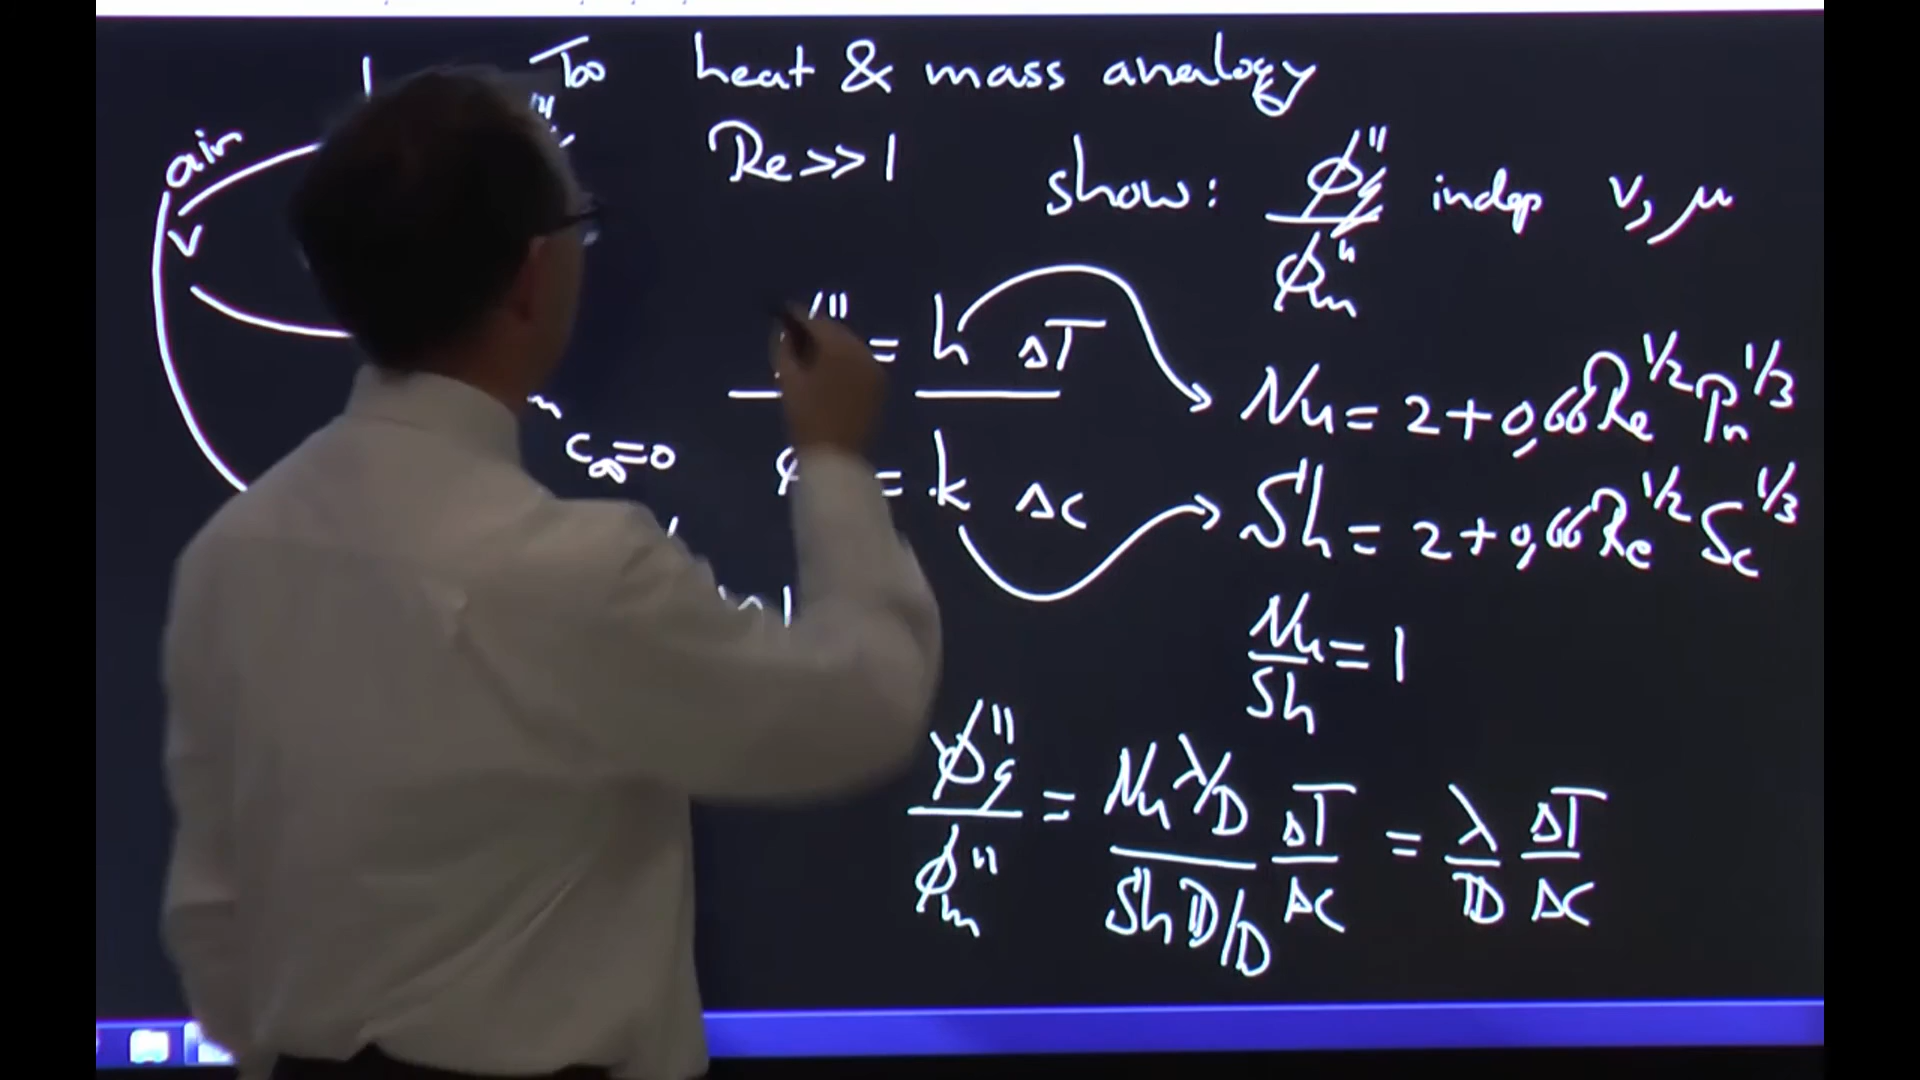 T∞ heat & mass analogy
air
Re >> 1
show: ϕq'' / ϕm'' indep v, μ
v
'' = h ΔT
Nu = 2 + 0,66 Re^1/2 Pr^1/3
c∞ = 0
= k Δc
Sh = 2 + 0,66 Re^1/2 Sc^1/3
Nu / Sh = 1
ϕq'' / ϕm'' = Nu λ/D / Sh 𝔻/D ΔT / Δc = λ / 𝔻 ΔT / Δc